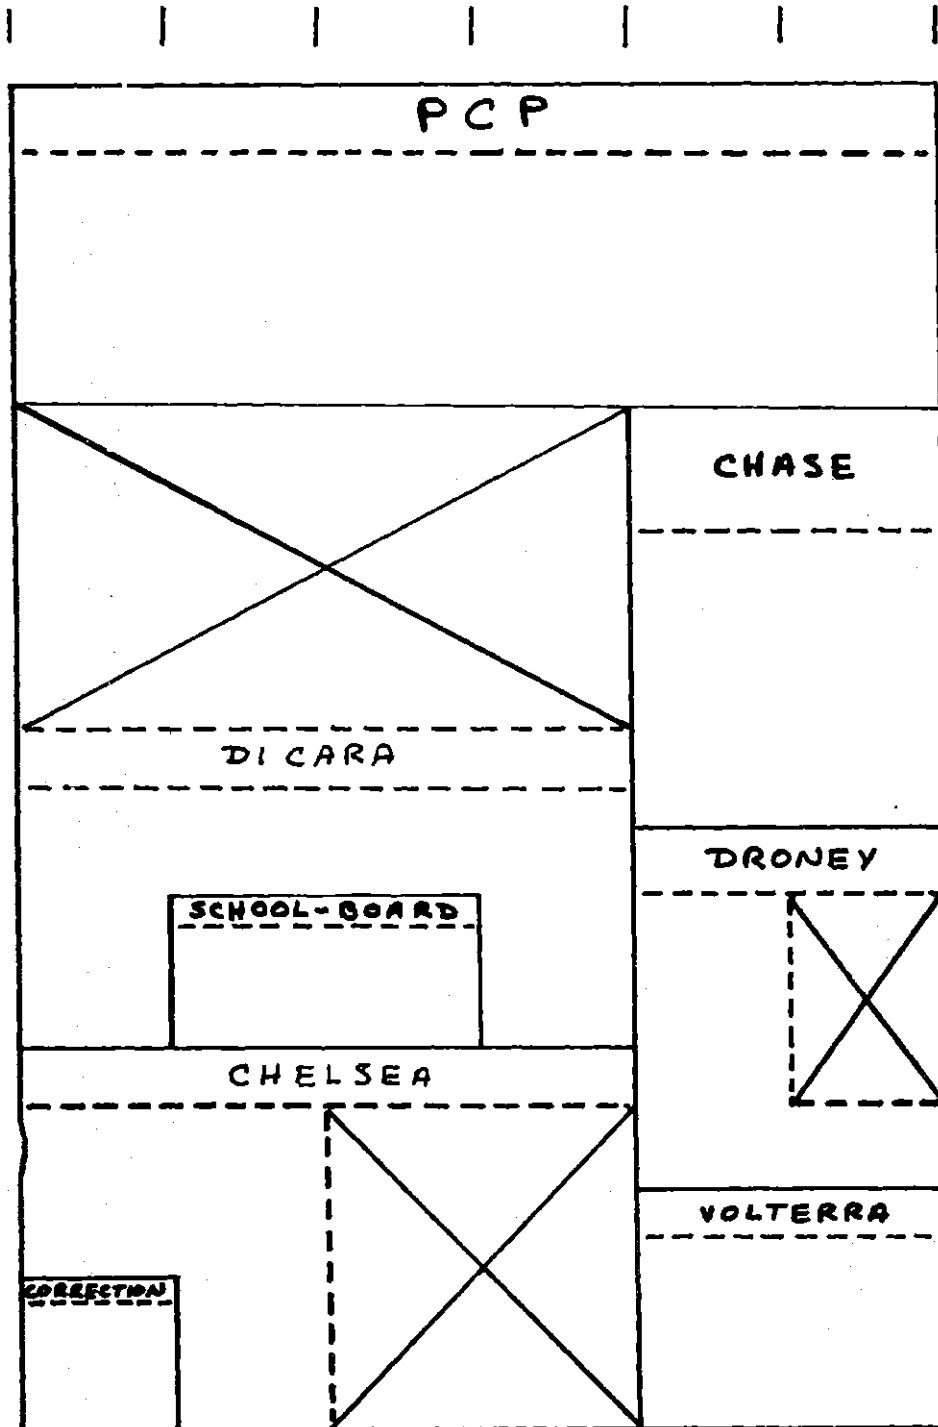 PCP
CHASE
DI CARA
DRONEY
SCHOOL-BOARD
CHELSEA
VOLTERRA
CORRECTION